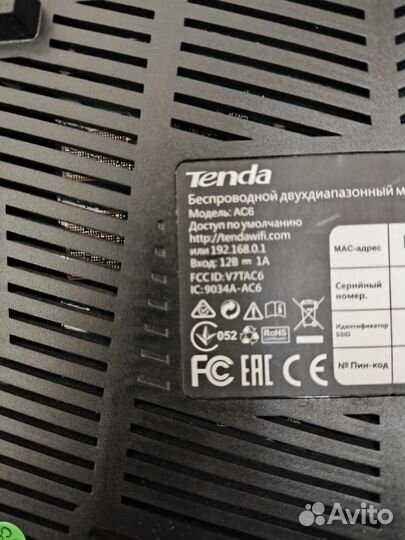 Tenda
Беспроводной двухдиапазонный
Модель: AC6
Доступ по умолчанию
http://tendawifi.com
или 192.168.0.1
Вход: 12В ⎓ 1А
FCC ID: V7TAC6
IC: 9034A-AC6
052
RoHS
FC EAC CE
MAC-адрес
Серийный
номер.
Идентификатор
SSID
№ Пин-код
Avito